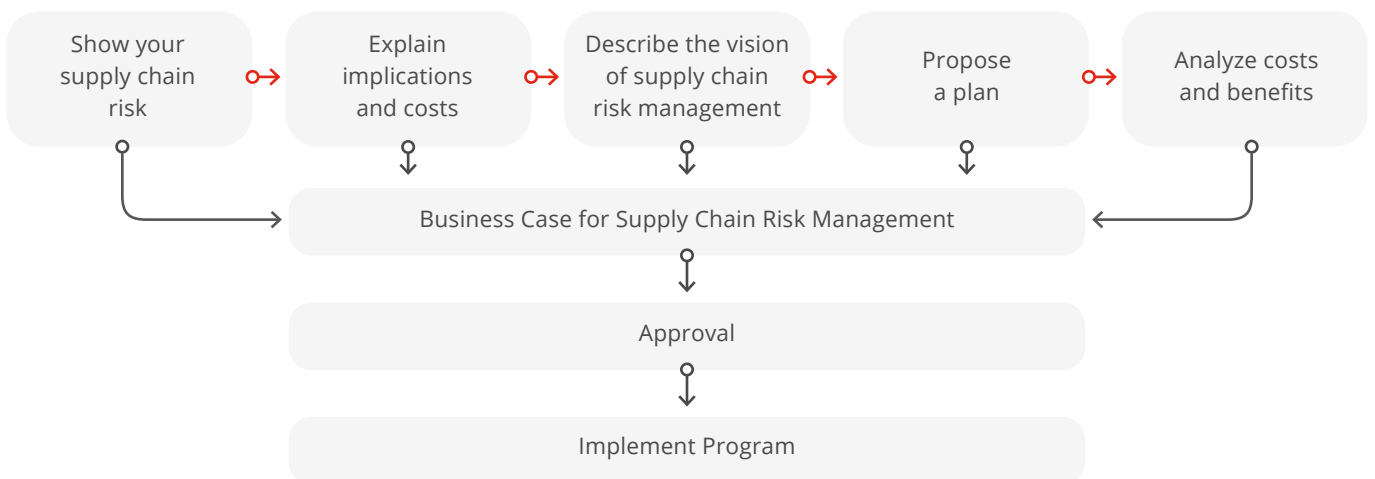 Show your
supply chain
risk
Explain
implications
and costs
Describe the vision
of supply chain
risk management
Propose
a plan
Analyze costs
and benefits
Business Case for Supply Chain Risk Management
Approval
Implement Program